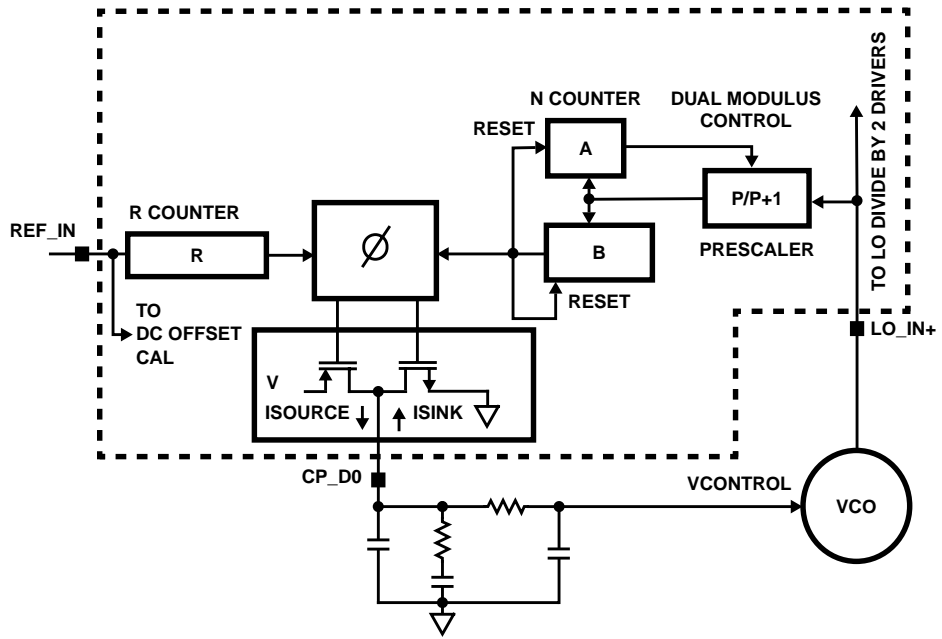 N COUNTER
DUAL MODULUS
CONTROL
TO LO DIVIDE BY 2 DRIVERS
RESET
A
P/P+1
PRESCALER
R COUNTER
REF_IN
R
Ø
B
RESET
TO
DC OFFSET
CAL
LO_IN+
V
ISOURCE
ISINK
CP_D0
VCONTROL
VCO